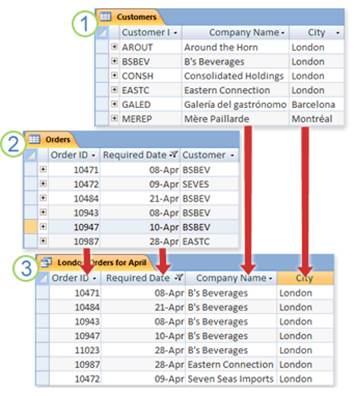 1
Customers
Customer I Company Name City
AROUT Around the Horn London
BSBEV B's Beverages London
CONSH Consolidated Holdings London
EASTC Eastern Connection London
GALED Galería del gastrónomo Barcelona
MEREP Mère Paillarde Montréal
2
Orders
Order ID Required Date Customer
10471 08-Apr BSBEV
10472 09-Apr SEVES
10484 21-Apr BSBEV
10943 08-Apr BSBEV
10947 10-Apr BSBEV
10987 28-Apr EASTC
3
London Orders for April
Order ID Required Date Company Name City
10471 08-Apr B's Beverages London
10484 21-Apr B's Beverages London
10943 08-Apr B's Beverages London
10947 10-Apr B's Beverages London
11023 28-Apr B's Beverages London
10987 28-Apr Eastern Connection London
10472 09-Apr Seven Seas Imports London